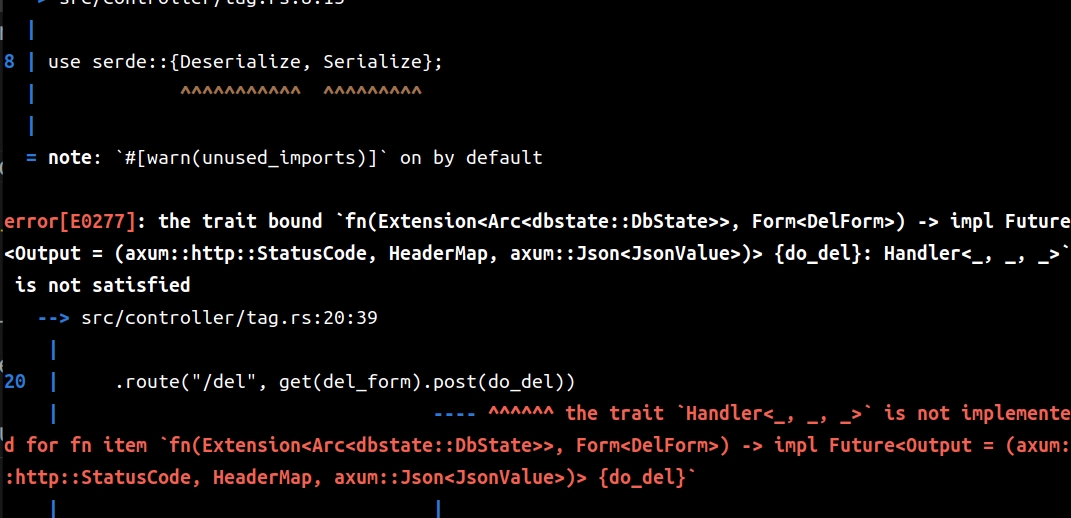 > src/controller/tag.rs:8:13
|
8 | use serde::{Deserialize, Serialize};
| ^^^^^^^^^^^ ^^^^^^^^^
|
= note: `#[warn(unused_imports)]` on by default
error[E0277]: the trait bound `fn(Extension<Arc<dbstate::DbState>>, Form<DelForm>) -> impl Future
<Output = (axum::http::StatusCode, HeaderMap, axum::Json<JsonValue>)> {do_del}: Handler<_, _, _>`
is not satisfied
--> src/controller/tag.rs:20:39
|
20 | .route("/del", get(del_form).post(do_del))
| ---- ^^^^^^ the trait `Handler<_, _, _>` is not implemente
d for fn item `fn(Extension<Arc<dbstate::DbState>>, Form<DelForm>) -> impl Future<Output = (axum:
:http::StatusCode, HeaderMap, axum::Json<JsonValue>)> {do_del}`
| |